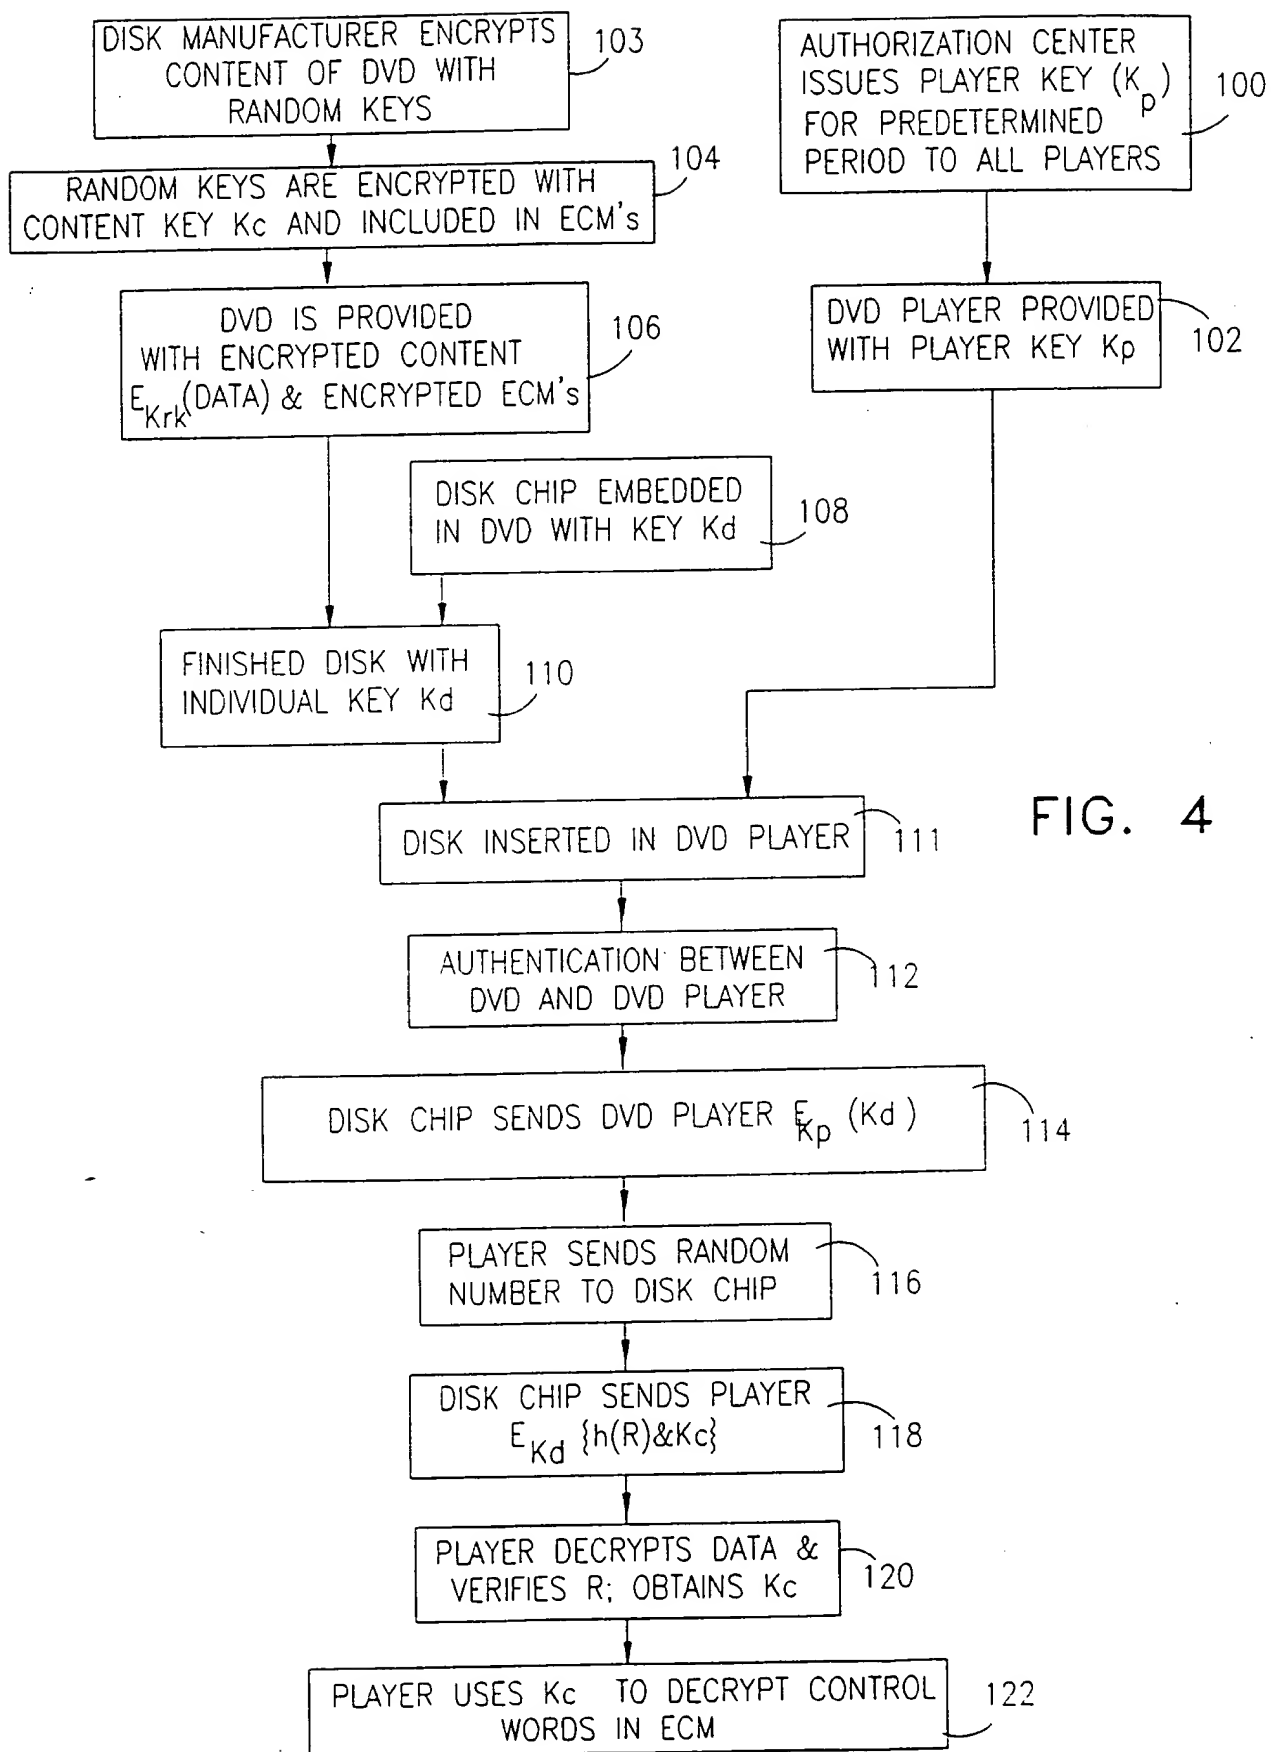 DISK MANUFACTURER ENCRYPTS
CONTENT OF DVD WITH
RANDOM KEYS
103
AUTHORIZATION CENTER
ISSUES PLAYER KEY (Kp)
FOR PREDETERMINED
PERIOD TO ALL PLAYERS
100
RANDOM KEYS ARE ENCRYPTED WITH
CONTENT KEY Kc AND INCLUDED IN ECM's
104
DVD IS PROVIDED
WITH ENCRYPTED CONTENT
EKrk(DATA) & ENCRYPTED ECM's
106
DVD PLAYER PROVIDED
WITH PLAYER KEY Kp
102
DISK CHIP EMBEDDED
IN DVD WITH KEY Kd
108
FINISHED DISK WITH
INDIVIDUAL KEY Kd
110
DISK INSERTED IN DVD PLAYER
111
FIG. 4
AUTHENTICATION BETWEEN
DVD AND DVD PLAYER
112
DISK CHIP SENDS DVD PLAYER EKp (Kd)
114
PLAYER SENDS RANDOM
NUMBER TO DISK CHIP
116
DISK CHIP SENDS PLAYER
EKd {h(R)&Kc}
118
PLAYER DECRYPTS DATA &
VERIFIES R; OBTAINS Kc
120
PLAYER USES Kc TO DECRYPT CONTROL
WORDS IN ECM
122